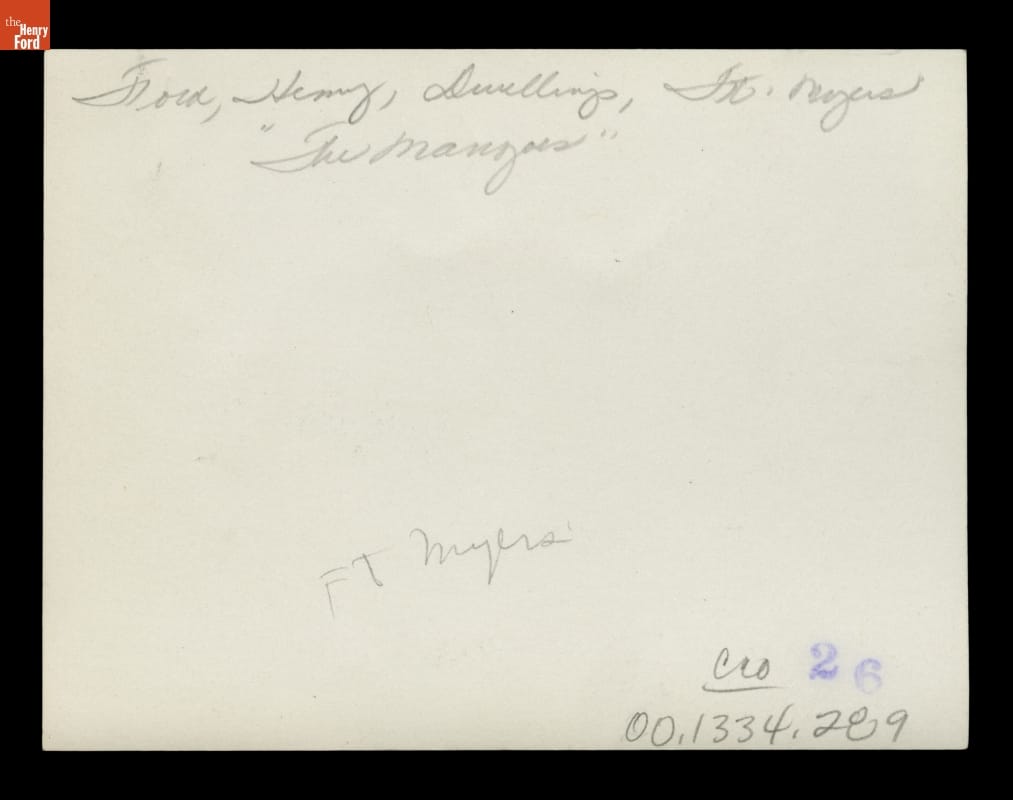 the
Henry
Ford
Ford, Henry, Dwellings, Ft. Myers
"The Mangoes"
FT Myers
CRO 26
00.1334.289